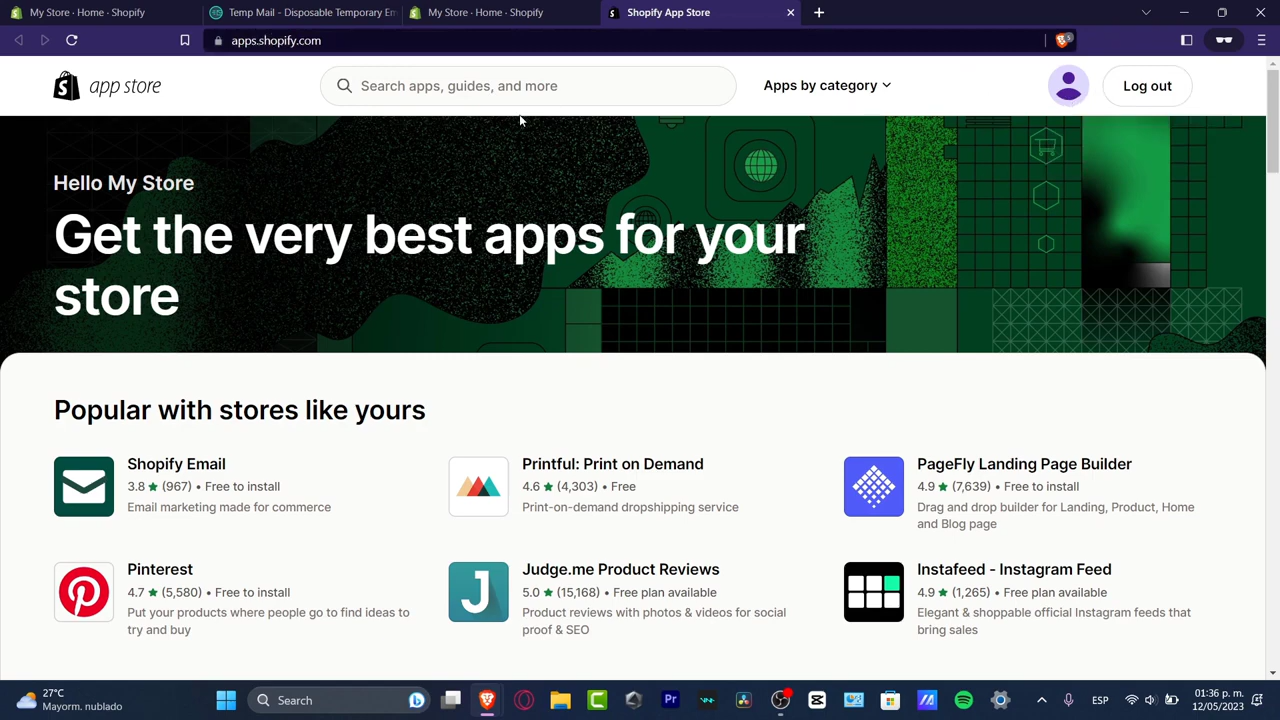 My Store · Home · Shopify
Temp Mail - Disposable Temporary Em
My Store · Home · Shopify
Shopify App Store
apps.shopify.com
5
app store
Search apps, guides, and more
Apps by category
Log out
Hello My Store
Get the very best apps for your
store
Popular with stores like yours
Shopify Email
3.8 ★ (967) • Free to install
Email marketing made for commerce
Printful: Print on Demand
4.6 ★ (4,303) • Free
Print-on-demand dropshipping service
PageFly Landing Page Builder
4.9 ★ (7,639) • Free to install
Drag and drop builder for Landing, Product, Home
and Blog page
Pinterest
4.7 ★ (5,580) • Free to install
Put your products where people go to find ideas to
try and buy
Judge.me Product Reviews
5.0 ★ (15,168) • Free plan available
Product reviews with photos & videos for social
proof & SEO
Instafeed - Instagram Feed
4.9 ★ (1,265) • Free plan available
Elegant & shoppable official Instagram feeds that
bring sales
27°C
Mayorm. nublado
Search
Pr
ESP
01:36 p. m.
12/05/2023